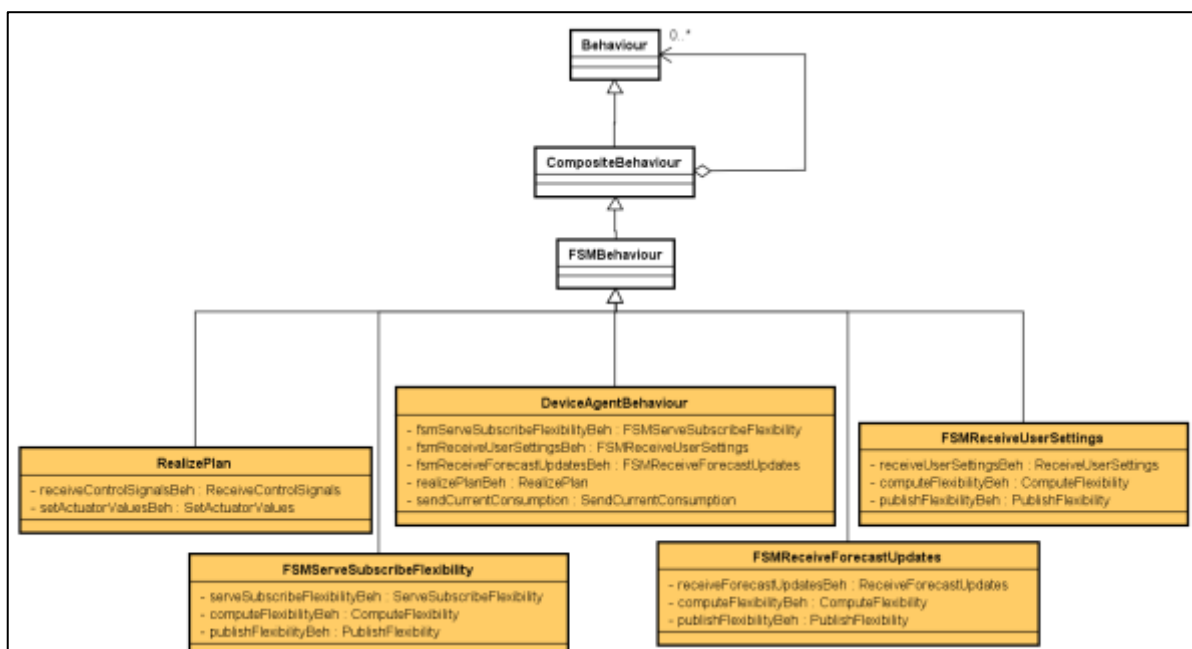 Behaviour
0..*
CompositeBehaviour
FSMBehaviour
DeviceAgentBehaviour
- fsmServeSubscribeFlexibilityBeh : FSMServeSubscribeFlexibility
- fsmReceiveUserSettingsBeh : FSMReceiveUserSettings
- fsmReceiveForecastUpdatesBeh : FSMReceiveForecastUpdates
- realizePlanBeh : RealizePlan
- sendCurrentConsumption : SendCurrentConsumption
FSMReceiveUserSettings
- receiveUserSettingsBeh : ReceiveUserSettings
- computeFlexibilityBeh : ComputeFlexibility
- publishFlexibilityBeh : PublishFlexibility
RealizePlan
- receiveControlSignalsBeh : ReceiveControlSignals
- setActuatorValuesBeh : SetActuatorValues
FSMServeSubscribeFlexibility
- serveSubscribeFlexibilityBeh : ServeSubscribeFlexibility
- computeFlexibilityBeh : ComputeFlexibility
- publishFlexibilityBeh : PublishFlexibility
FSMReceiveForecastUpdates
- receiveForecastUpdatesBeh : ReceiveForecastUpdates
- computeFlexibilityBeh : ComputeFlexibility
- publishFlexibilityBeh : PublishFlexibility